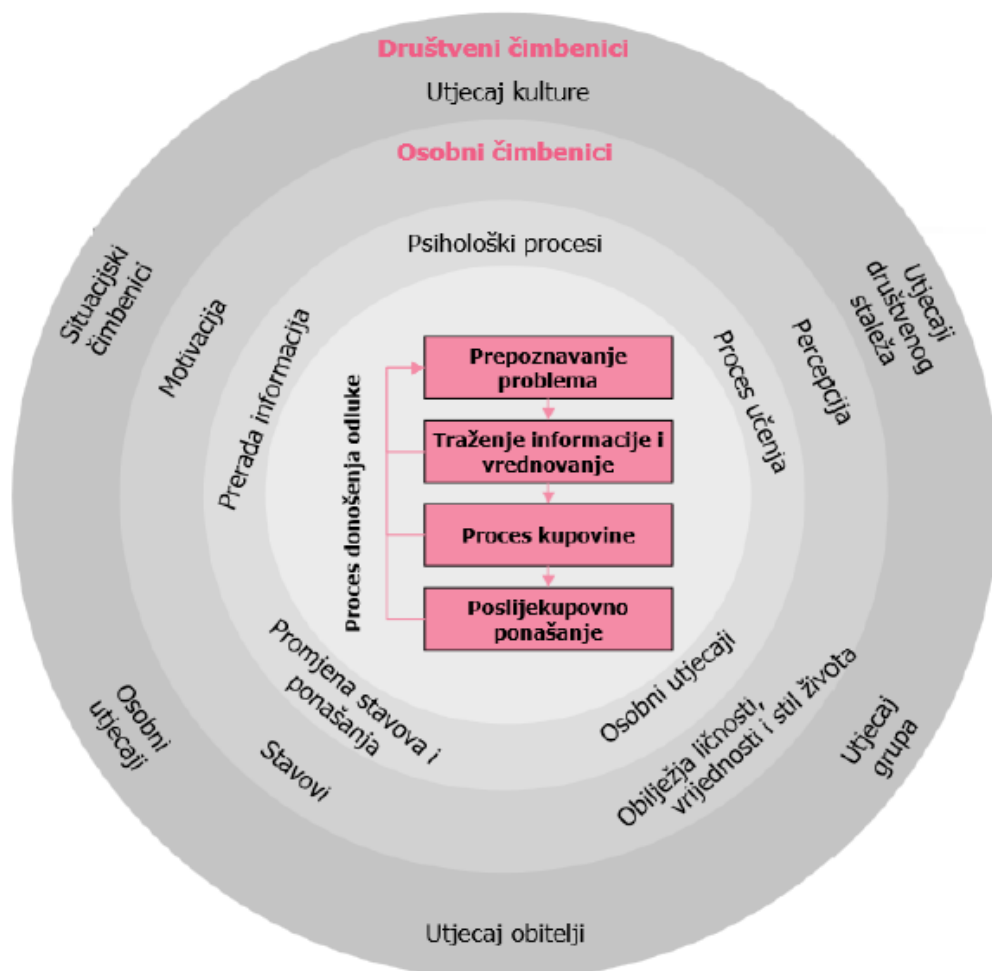 Društveni čimbenici
Utjecaj kulture
Osobni čimbenici
Psihološki procesi
Situacijski
čimbenici
Motivacija
Prerada informacija
Proces donošenja odluke
Prepoznavanje
problema
Traženje informacije i
vrednovanje
Proces kupovine
Poslijekupovno
ponašanje
Proces učenja
Percepcija
Utjecaji
društvenog
staleža
Osobni
utjecaji
Stavovi
Promjena stavova i
ponašanja
Osobni utjecaji
Obilježja ličnosti,
vrijednosti i stil života
Utjecaj
grupa
Utjecaj obitelji